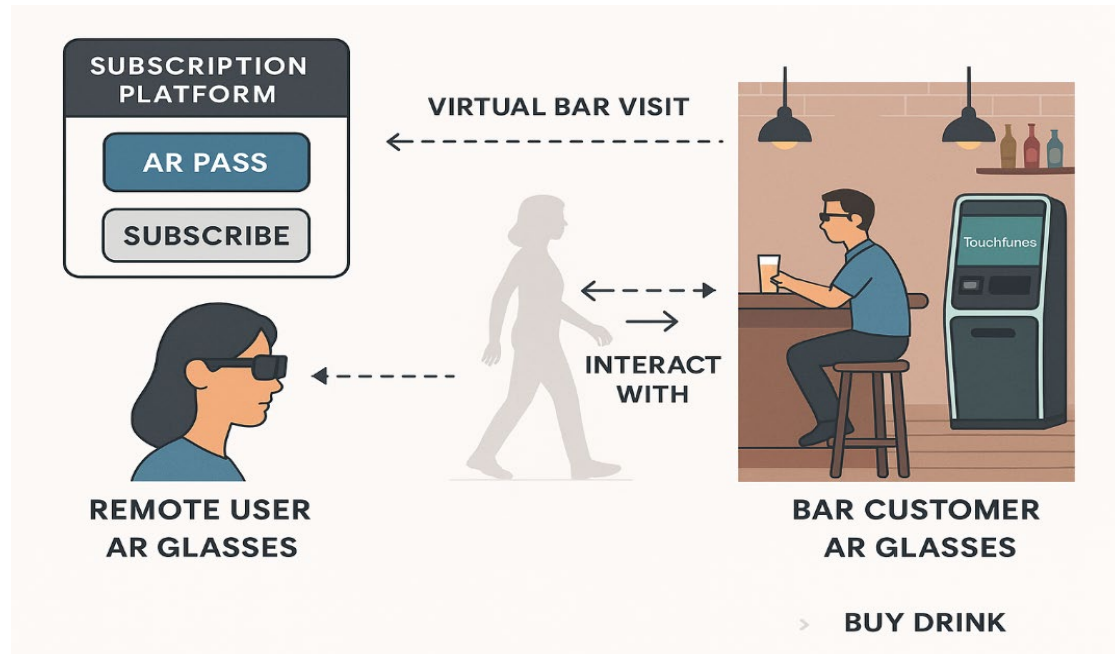 SUBSCRIPTION
PLATFORM
AR PASS
SUBSCRIBE
VIRTUAL BAR VISIT
INTERACT
WITH
Touchfunes
REMOTE USER
AR GLASSES
BAR CUSTOMER
AR GLASSES
> BUY DRINK